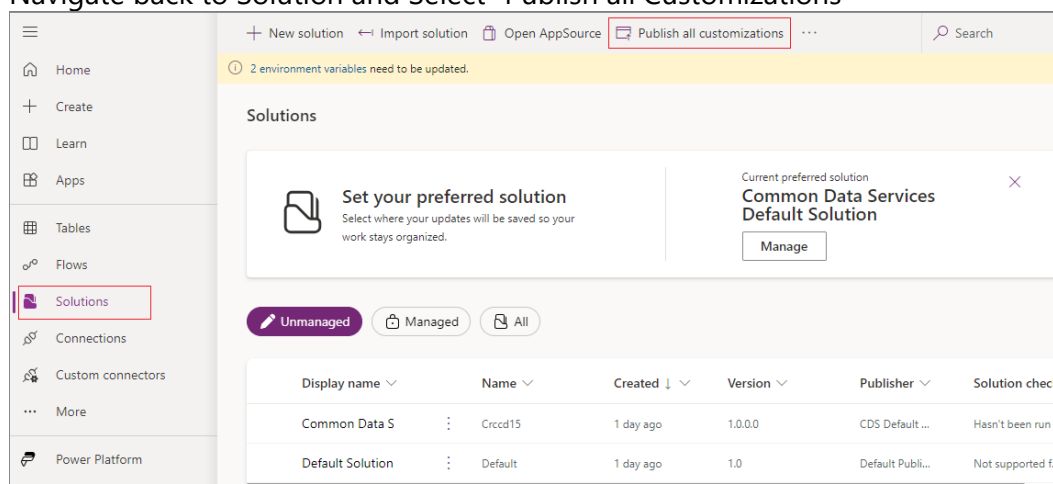 Navigate back to Solution and Select "Publish all Customizations"
New solution Import solution Open AppSource Publish all customizations ··· Search
Home
2 environment variables need to be updated.
Create
Solutions
Learn
Apps
Current preferred solution
Set your preferred solution
Common Data Services
Default Solution
Select where your updates will be saved so your
work stays organized.
Manage
Tables
Flows
Solutions
Unmanaged Managed All
Connections
Custom connectors
Display name Name Created ↓ Version Publisher Solution chec
More
Common Data S Crccd15 1 day ago 1.0.0.0 CDS Default ... Hasn't been run
Power Platform
Default Solution Default 1 day ago 1.0 Default Publi... Not supported f.